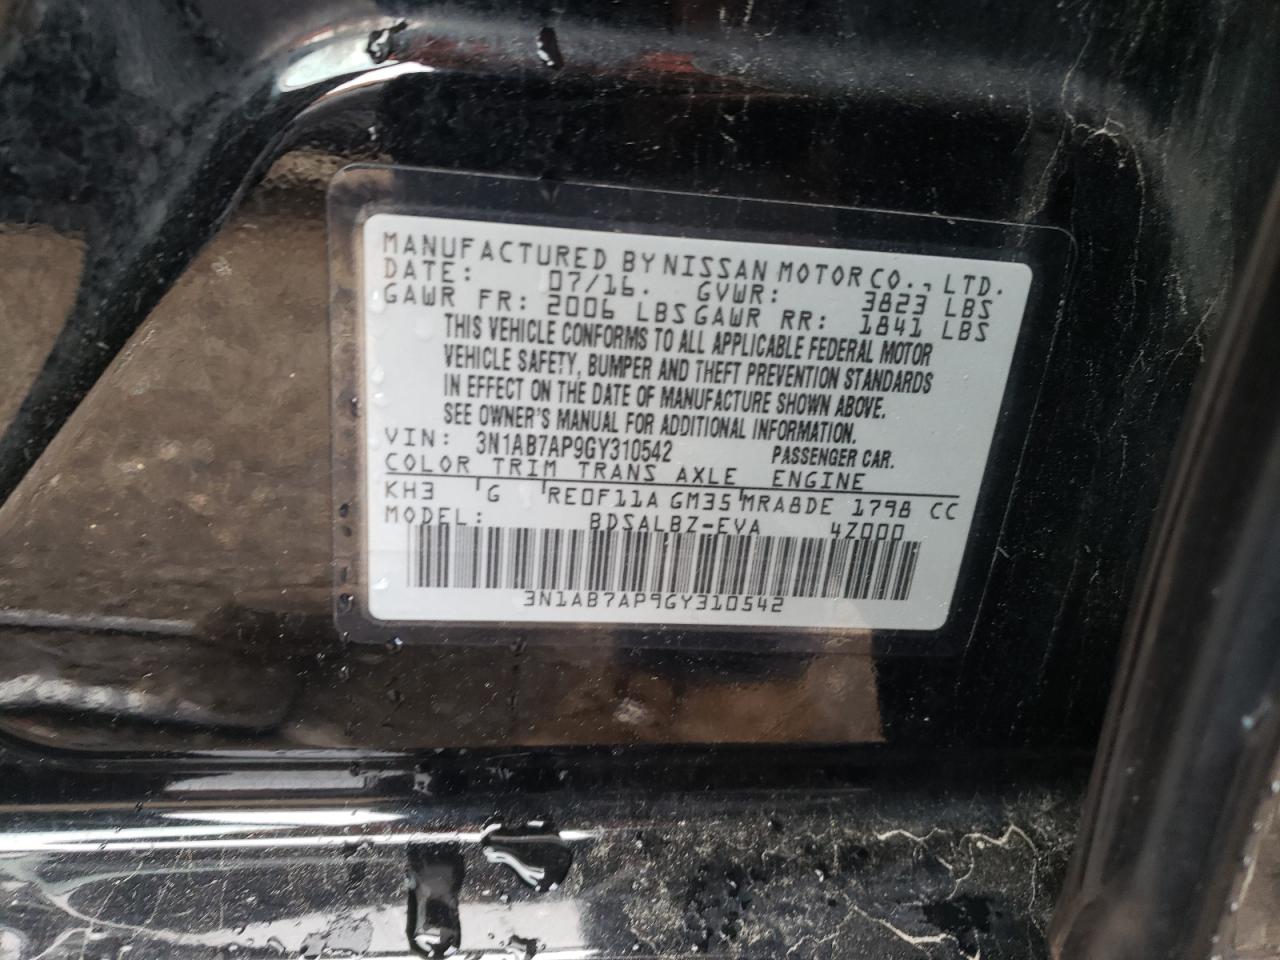 MANUFACTURED BY NISSAN MOTOR CO., LTD.
DATE: 07/16. GVWR: 3823 LBS
GAWR FR: 2006 LBS GAWR RR: 1841 LBS
THIS VEHICLE CONFORMS TO ALL APPLICABLE FEDERAL MOTOR
VEHICLE SAFETY, BUMPER AND THEFT PREVENTION STANDARDS
IN EFFECT ON THE DATE OF MANUFACTURE SHOWN ABOVE.
SEE OWNER'S MANUAL FOR ADDITIONAL INFORMATION.
VIN: 3N1AB7AP9GY310542 PASSENGER CAR.
COLOR TRIM TRANS AXLE ENGINE
KH3 G RE0F11A GM35 MRA8DE 1798 CC
MODEL: BDSALBZ-EVA 4Z000
3N1AB7AP9GY310542